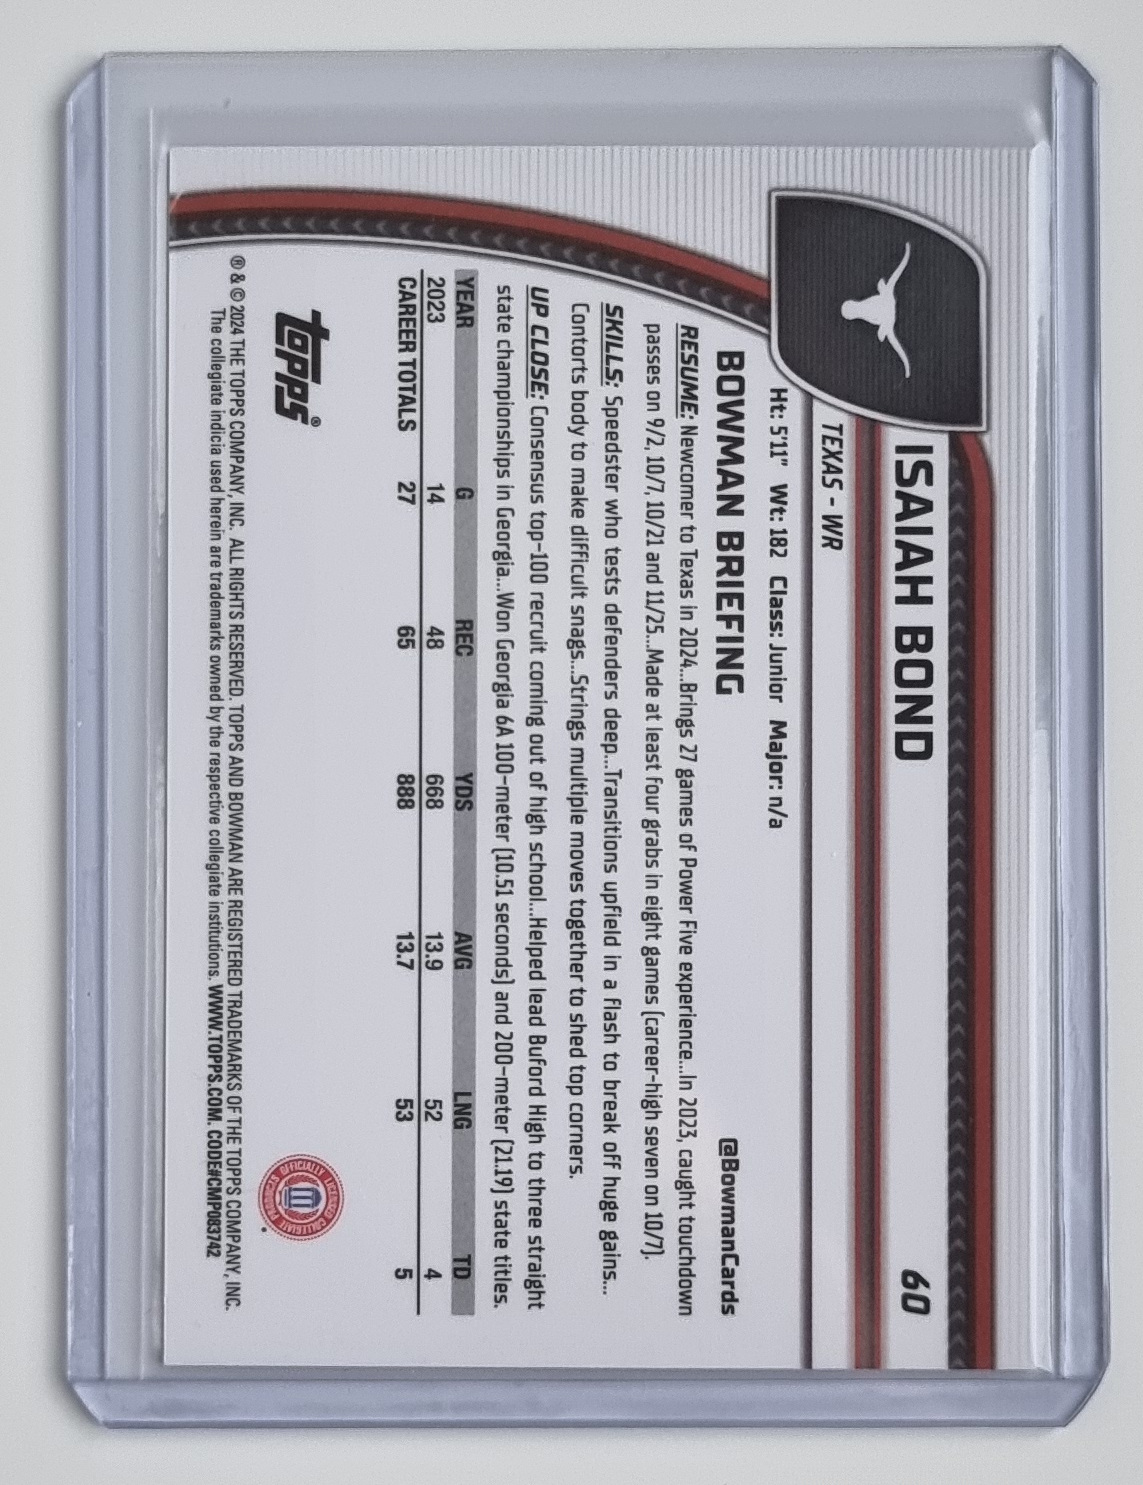 ISAIAH BOND 60
TEXAS - WR
Ht: 5'11" Wt: 182 Class: Junior Major: n/a
BOWMAN BRIEFING @BowmanCards
RESUME: Newcomer to Texas in 2024...Brings 27 games of Power Five experience...In 2023, caught touchdown
passes on 9/2, 10/7, 10/21 and 11/25...Made at least four grabs in eight games (career-high seven on 10/7).
SKILLS: Speedster who tests defenders deep...Transitions upfield in a flash to break off huge gains...
Contorts body to make difficult snags...Strings multiple moves together to shed top corners.
UP CLOSE: Consensus top-100 recruit coming out of high school...Helped lead Buford High to three straight
state championships in Georgia...Won Georgia 6A 100-meter (10.51 seconds) and 200-meter (21.19) state titles.
YEAR G REC YDS AVG LNG TD
2023 14 48 668 13.9 52 4
CAREER TOTALS 27 65 888 13.7 53 5
topps®
OFFICIALLY LICENSED COLLEGIATE PRODUCTS
® & © 2024 THE TOPPS COMPANY, INC. ALL RIGHTS RESERVED. TOPPS AND BOWMAN ARE REGISTERED TRADEMARKS OF THE TOPPS COMPANY, INC.
The collegiate indicia used herein are trademarks owned by the respective collegiate institutions. WWW.TOPPS.COM. CODE#CMP083742